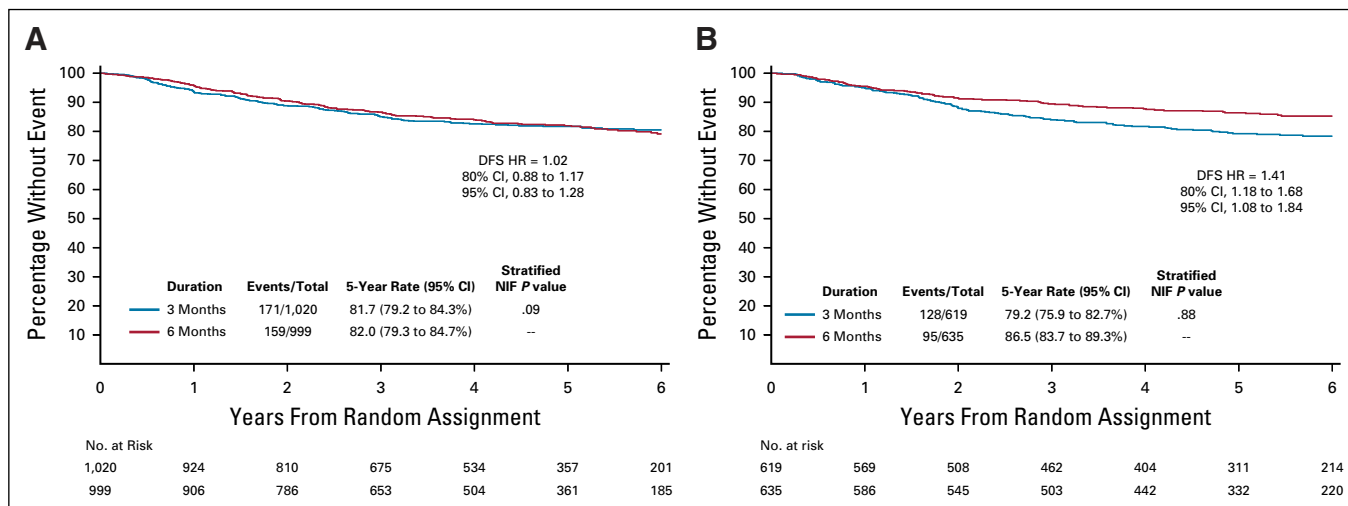 A
Percentage Without Event
100
90
80
70
60
50
40
30
20
10
DFS HR = 1.02
80% CI, 0.88 to 1.17
95% CI, 0.83 to 1.28
Duration Events/Total 5-Year Rate (95% CI) Stratified NIF P value
3 Months 171/1,020 81.7 (79.2 to 84.3%) .09
6 Months 159/999 82.0 (79.3 to 84.7%) --
0 1 2 3 4 5 6
Years From Random Assignment
No. at Risk
1,020 924 810 675 534 357 201
999 906 786 653 504 361 185
B
Percentage Without Event
100
90
80
70
60
50
40
30
20
10
DFS HR = 1.41
80% CI, 1.18 to 1.68
95% CI, 1.08 to 1.84
Duration Events/Total 5-Year Rate (95% CI) Stratified NIF P value
3 Months 128/619 79.2 (75.9 to 82.7%) .88
6 Months 95/635 86.5 (83.7 to 89.3%) --
0 1 2 3 4 5 6
Years From Random Assignment
No. at risk
619 569 508 462 404 311 214
635 586 545 503 442 332 220